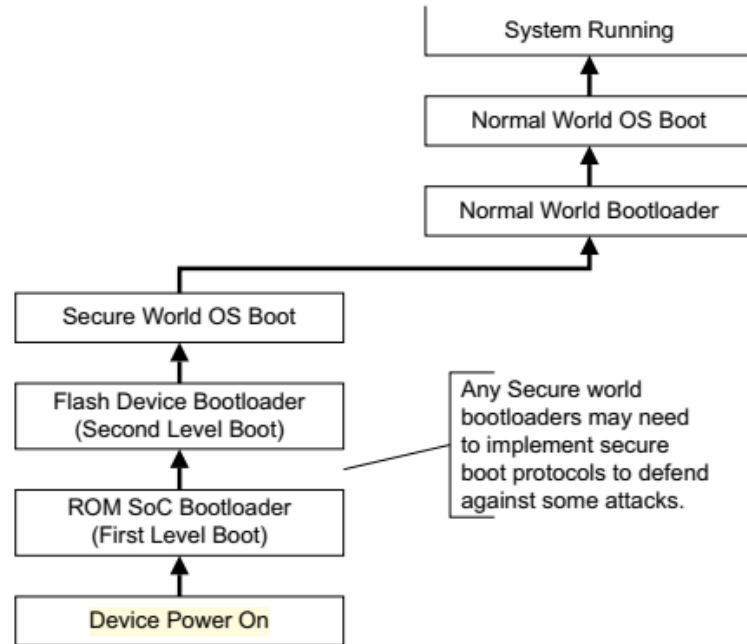 System Running
Normal World OS Boot
Normal World Bootloader
Secure World OS Boot
Flash Device Bootloader
(Second Level Boot)
Any Secure world
bootloaders may need
to implement secure
boot protocols to defend
against some attacks.
ROM SoC Bootloader
(First Level Boot)
Device Power On